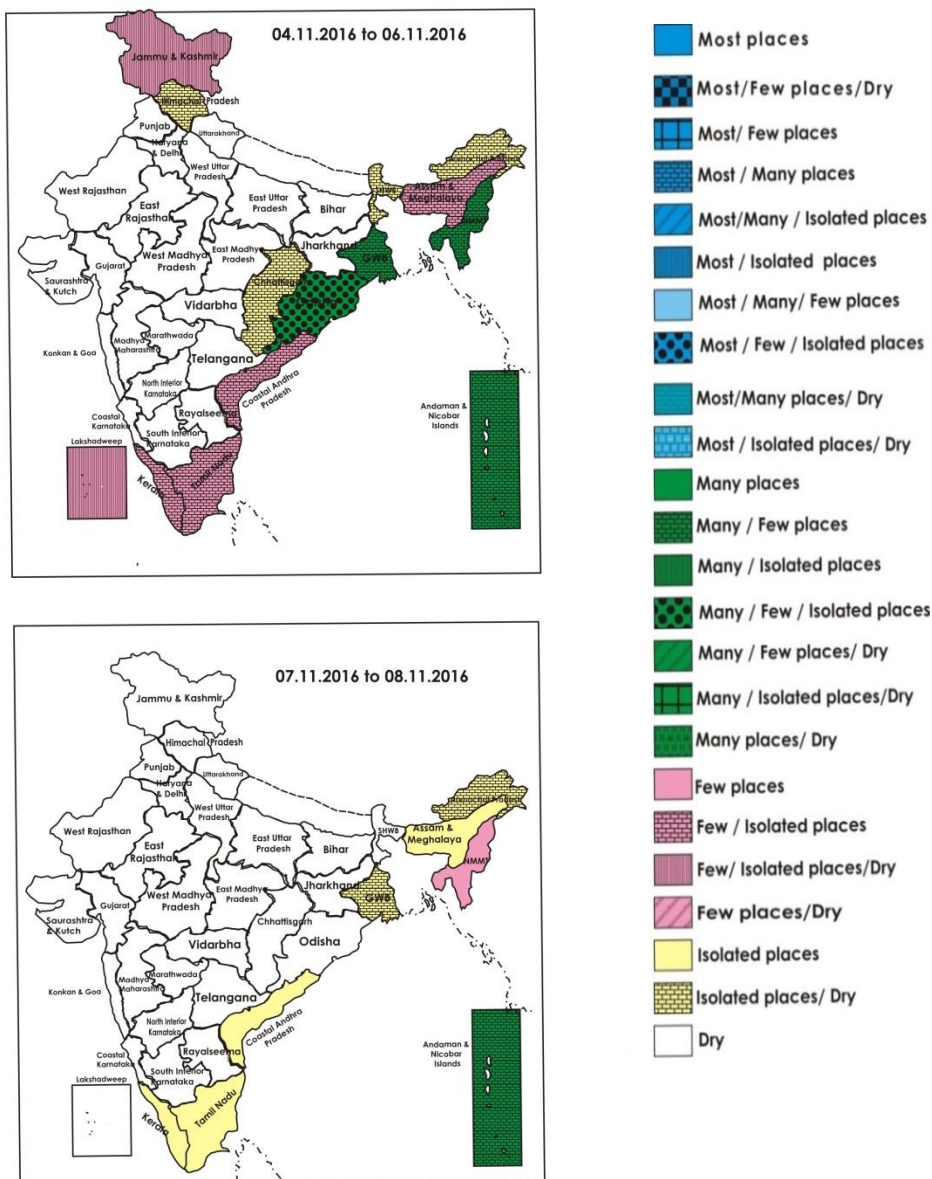 04.11.2016 to 06.11.2016
Jammu & Kashmir
Himachal Pradesh
Punjab
Uttarakhand
Haryana
& Delhi
West Uttar
Pradesh
West Rajasthan
East
Rajasthan
East Uttar
Pradesh
Bihar
SHWB
Assam &
Meghalaya
NMMT
Jharkhand
GWB
East Madhya
Pradesh
West Madhya
Pradesh
Gujarat
Saurashtra
& Kutch
Chhattisgarh
Vidarbha
Marathwada
Madhya
Maharashtra
Konkan & Goa
Telangana
North Interior
Karnataka
Coastal Andhra
Pradesh
Rayalseema
Coastal
Karnataka
South Interior
Karnataka
Lakshadweep
Kerala
Tamil Nadu
Andaman &
Nicobar
Islands
07.11.2016 to 08.11.2016
Jammu & Kashmir
Himachal Pradesh
Punjab
Uttarakhand
Haryana
& Delhi
West Uttar
Pradesh
West Rajasthan
East
Rajasthan
East Uttar
Pradesh
Bihar
SHWB
Assam &
Meghalaya
NMMT
Jharkhand
GWB
East Madhya
Pradesh
West Madhya
Pradesh
Gujarat
Saurashtra
& Kutch
Chhattisgarh
Odisha
Vidarbha
Marathwada
Madhya
Maharashtra
Konkan & Goa
Telangana
North Interior
Karnataka
Coastal Andhra
Pradesh
Rayalseema
Coastal
Karnataka
South Interior
Karnataka
Lakshadweep
Kerala
Tamil Nadu
Andaman &
Nicobar
Islands
Most places
Most/Few places/Dry
Most/ Few places
Most / Many places
Most/Many / Isolated places
Most / Isolated places
Most / Many/ Few places
Most / Few / Isolated places
Most/Many places/ Dry
Most / Isolated places/ Dry
Many places
Many / Few places
Many / Isolated places
Many / Few / Isolated places
Many / Few places/ Dry
Many / Isolated places/Dry
Many places/ Dry
Few places
Few / Isolated places
Few/ Isolated places/Dry
Few places/Dry
Isolated places
Isolated places/ Dry
Dry